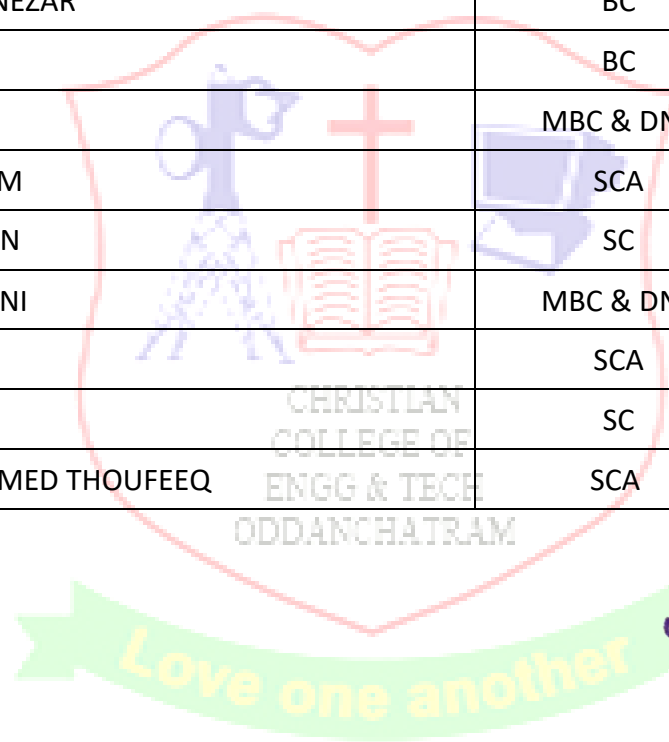 NEZAR BC
BC
MBC & DN
M SCA
N SC
NI MBC & DN
SCA
SC
MED THOUFEEQ SCA
CHRISTIAN
COLLEGE OF
ENGG & TECH
ODDANCHATRAM
Love one another